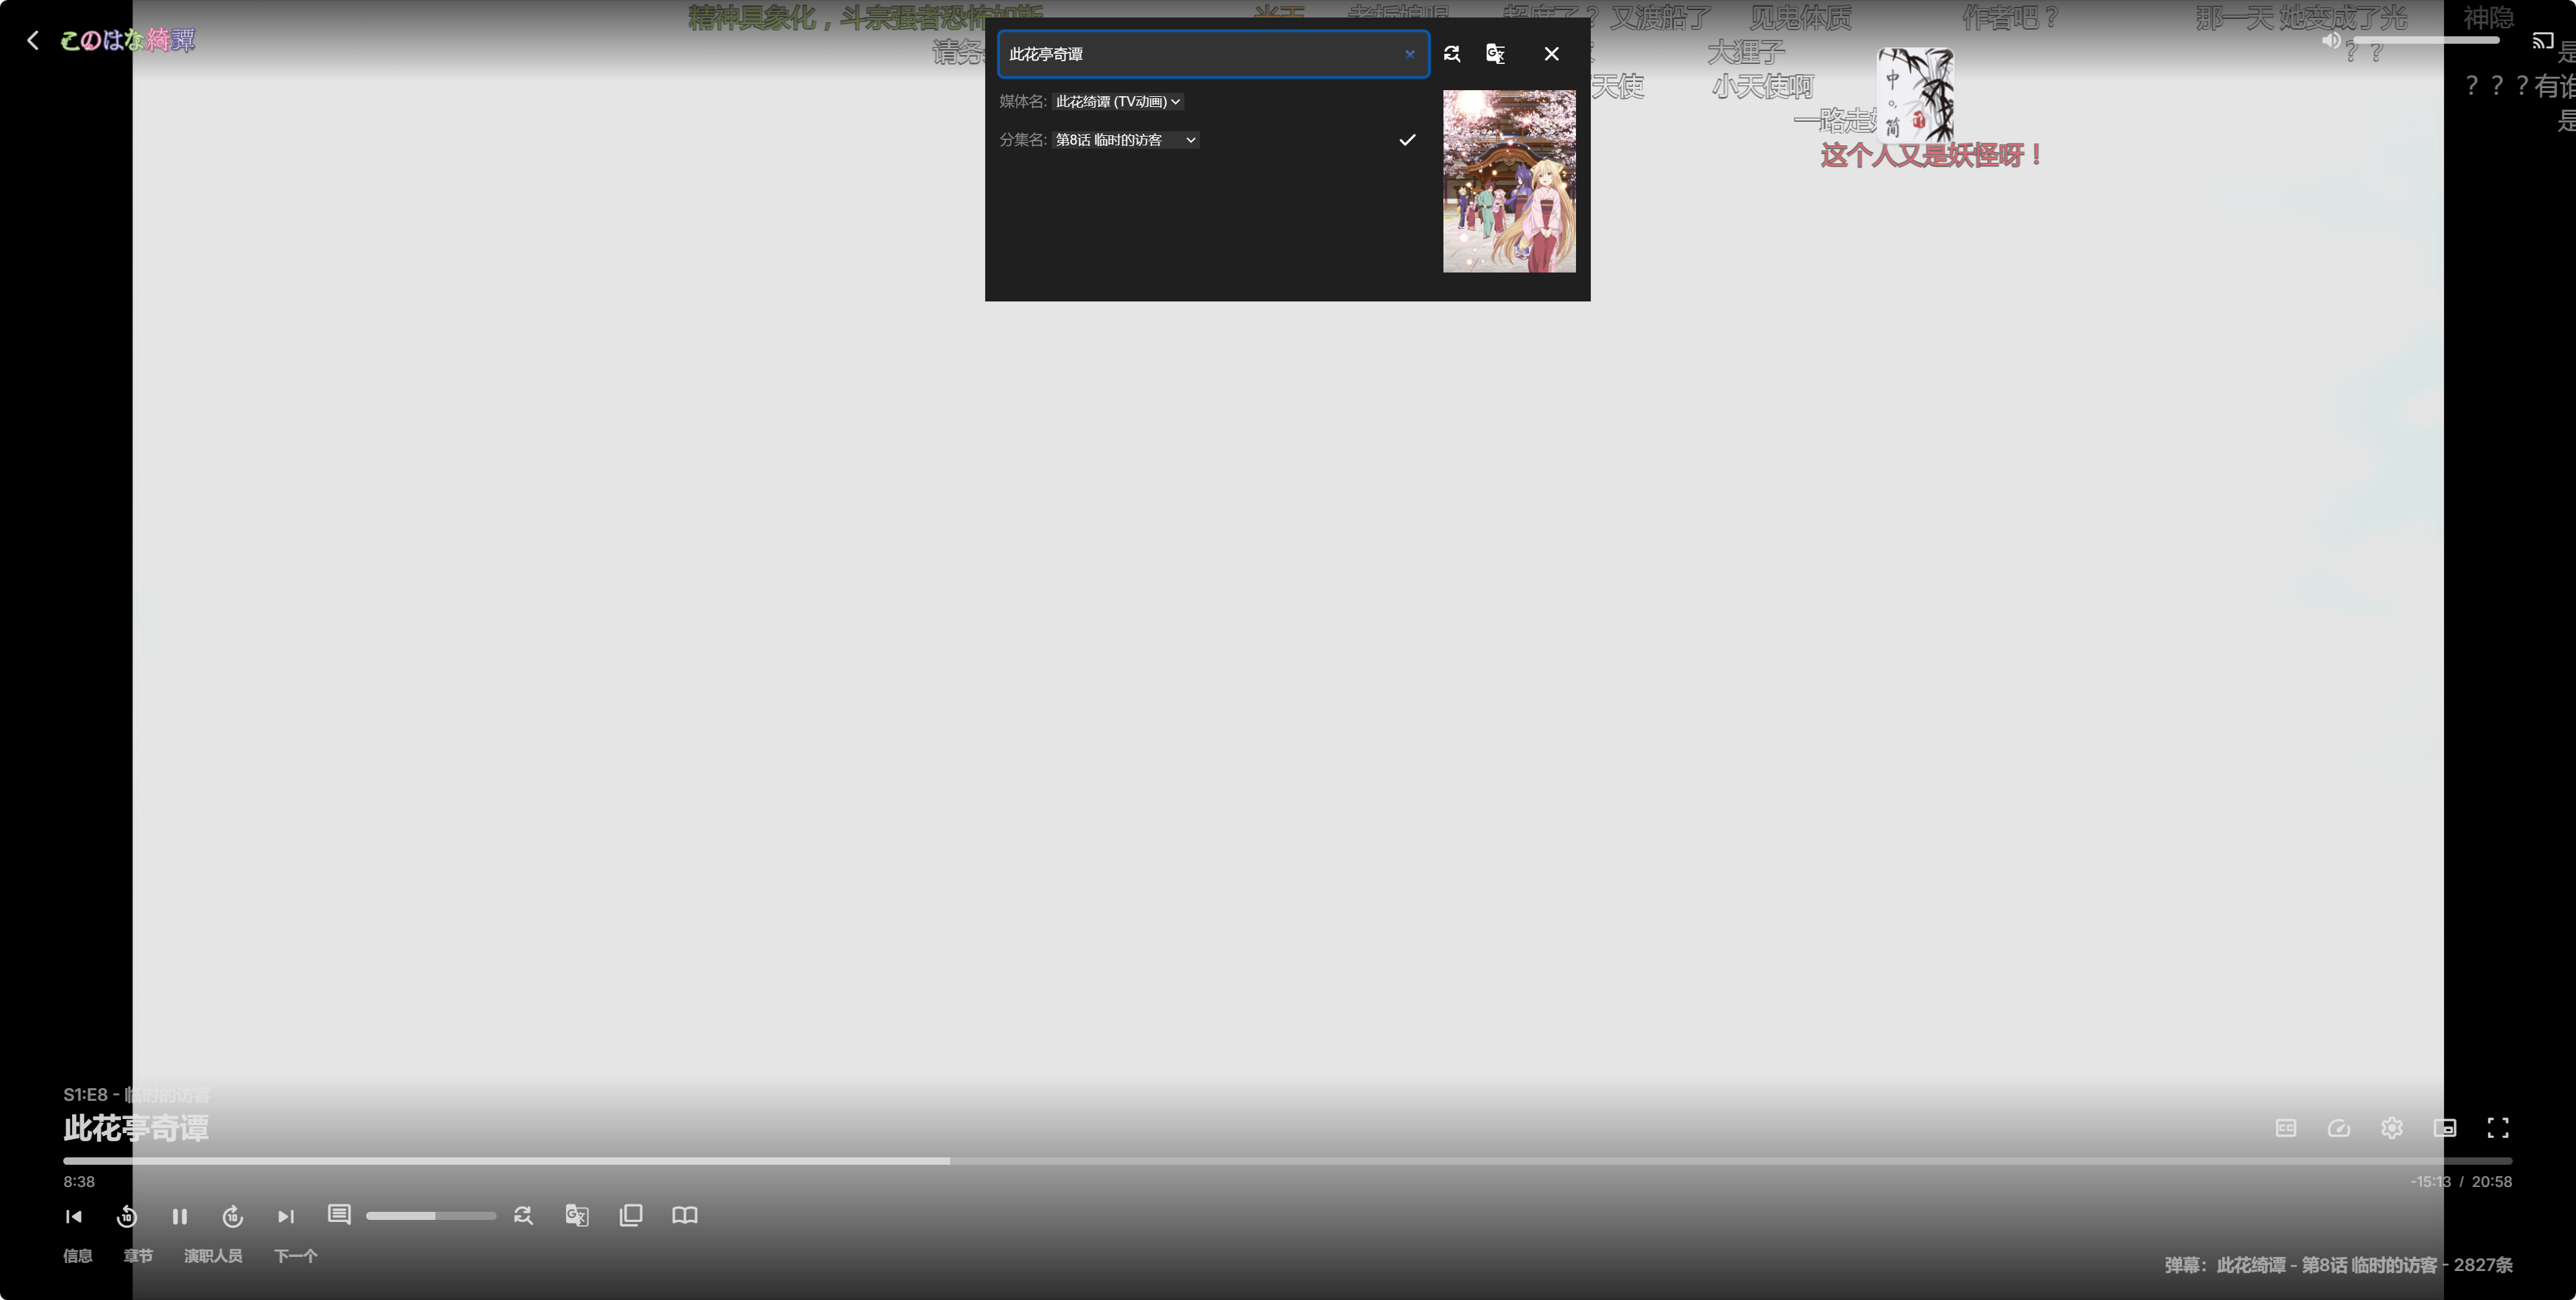 精神具象化，斗宗强者恐怖如斯
又渡船了
见鬼体质
作者吧？
那一天 她变成了光
神隐
このはな綺譚
此花亭奇谭
请务
大狸子
？？
是
媒体名: 此花绮谭 (TV动画)
天使
小天使啊
中。简
？？？有谁
分集名: 第8话 临时的访客
一路走
是
这个人又是妖怪呀！
S1:E8 - 临时的访客
此花亭奇谭
CC
8:38
-15:13 / 20:58
10
10
信息
章节
演职人员
下一个
弹幕：此花绮谭 - 第8话 临时的访客 - 2827条